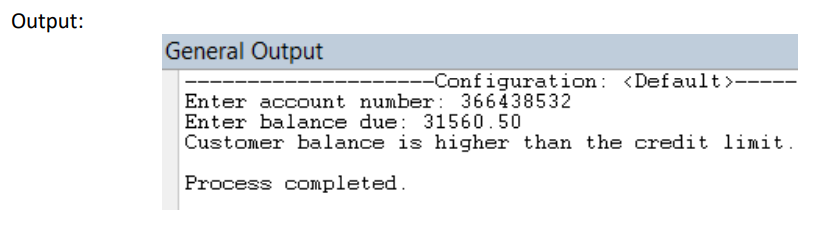 Output:
General Output
--------------------Configuration: <Default>-----
Enter account number: 366438532
Enter balance due: 31560.50
Customer balance is higher than the credit limit.
Process completed.